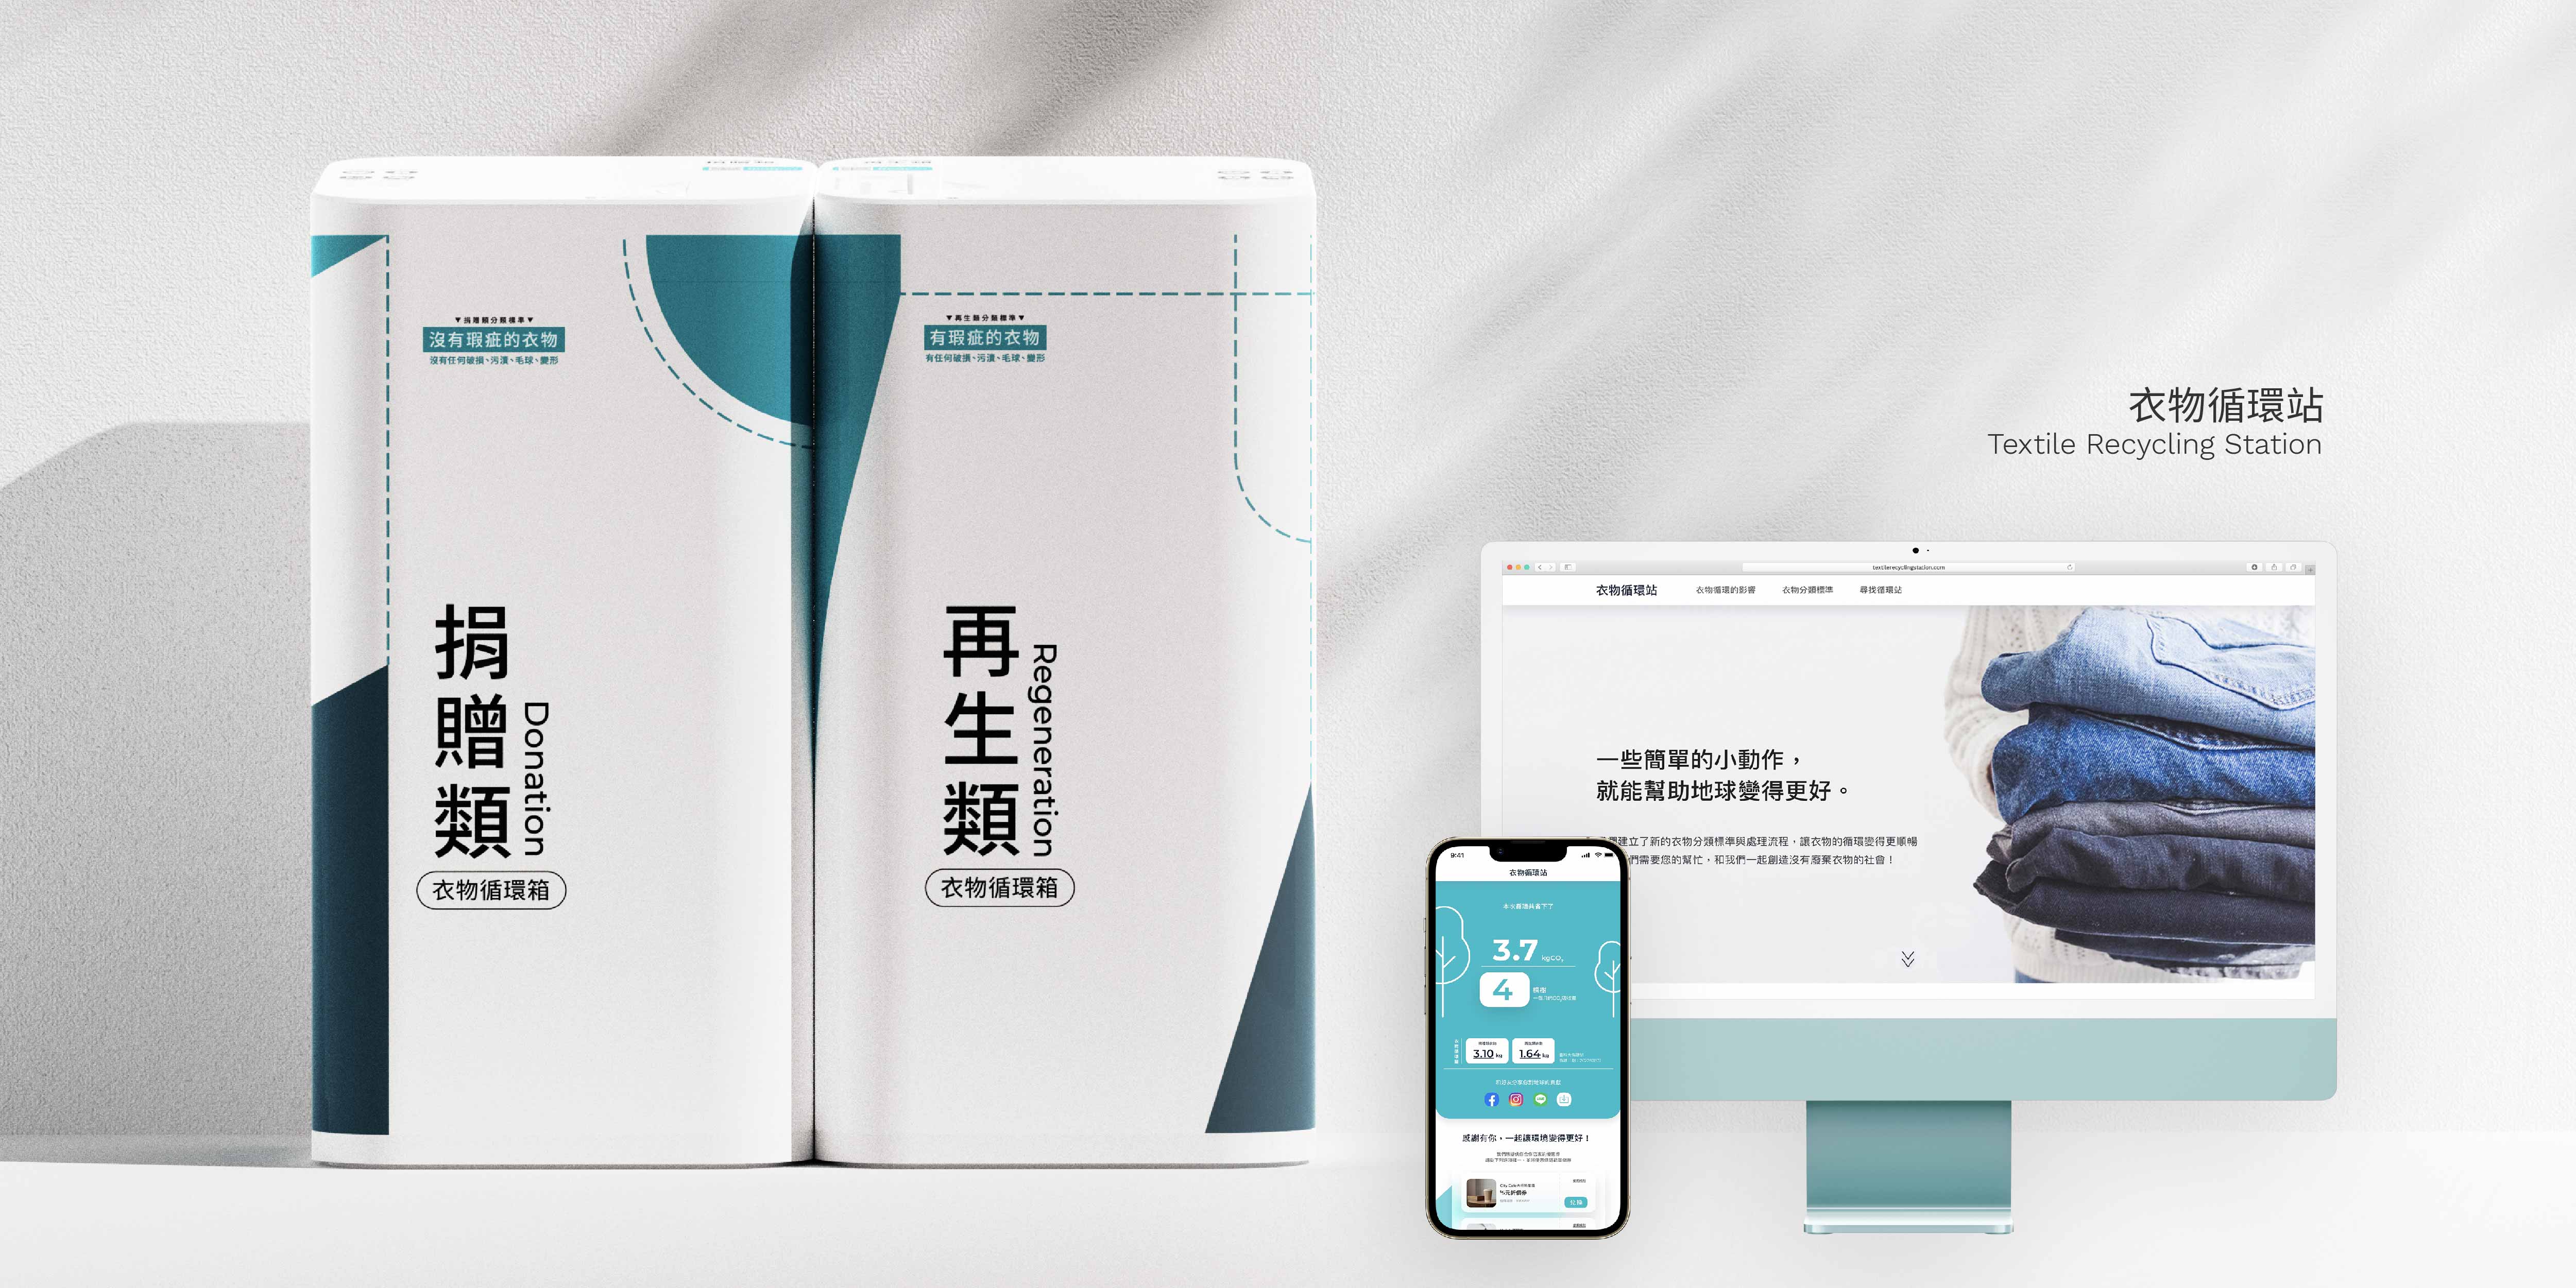 ▼捐贈類分類標準▼
沒有瑕疵的衣物
沒有任何破損、污漬、毛球、變形
捐贈類
Donation
衣物循環箱
▼再生類分類標準▼
有瑕疵的衣物
有任何破損、污漬、毛球、變形
再生類
Regeneration
衣物循環箱
衣物循環站
Textile Recycling Station
textilerecyclingstation.com
衣物循環站
衣物循環的影響
衣物分類標準
尋找循環站
一些簡單的小動作，
就能幫助地球變得更好。
建立了新的衣物分類標準與處理流程，讓衣物的循環變得更順暢
們需要您的幫忙，和我們一起創造沒有廢棄衣物的社會！
9:41
衣物循環站
3.7 kgCO₂
4
3.10 kg
1.64 kg
感謝有你，一起讓環境變得更好！